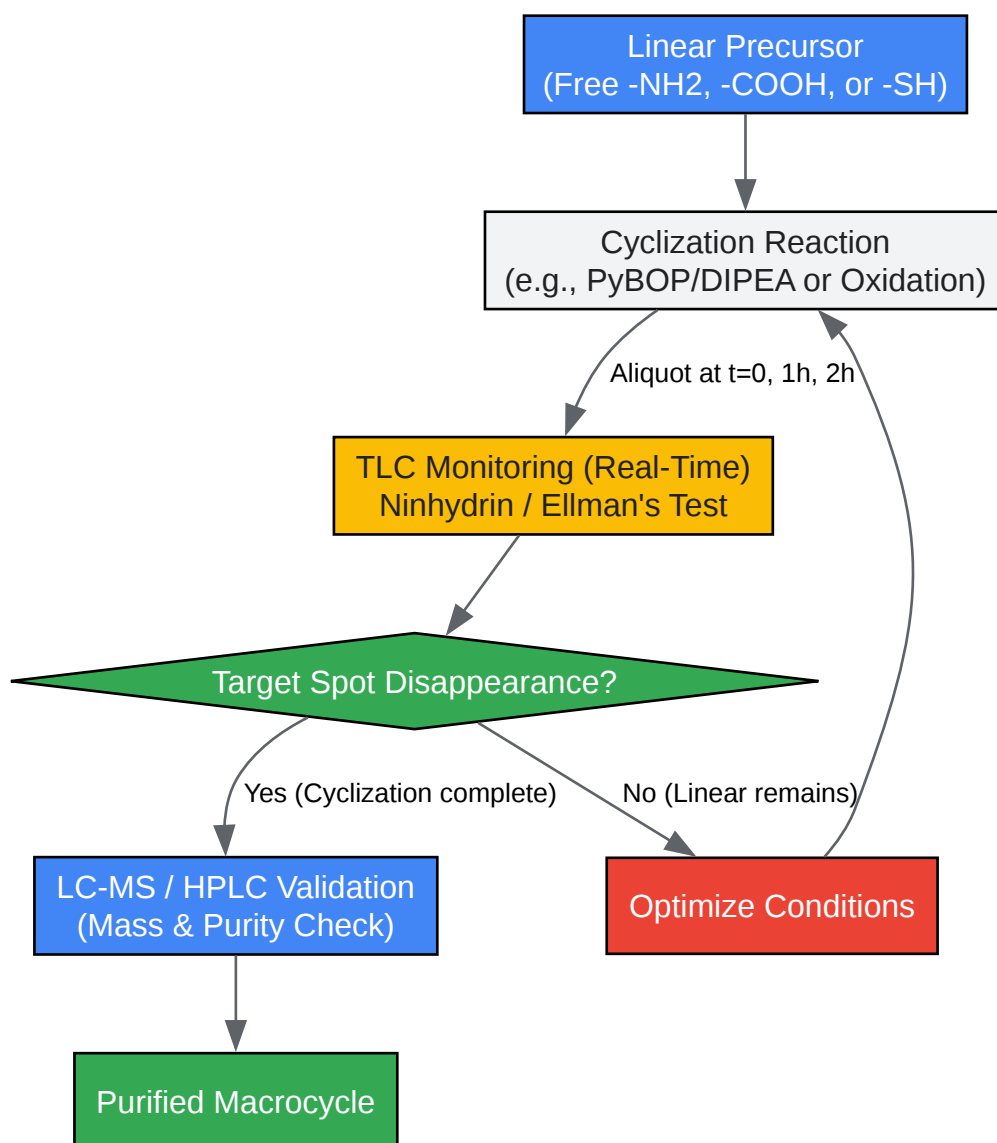 Linear Precursor
(Free -NH2, -COOH, or -SH)
Cyclization Reaction
(e.g., PyBOP/DIPEA or Oxidation)
Aliquot at t=0, 1h, 2h
TLC Monitoring (Real-Time)
Ninhydrin / Ellman's Test
Target Spot Disappearance?
Yes (Cyclization complete)
No (Linear remains)
LC-MS / HPLC Validation
(Mass & Purity Check)
Optimize Conditions
Purified Macrocycle